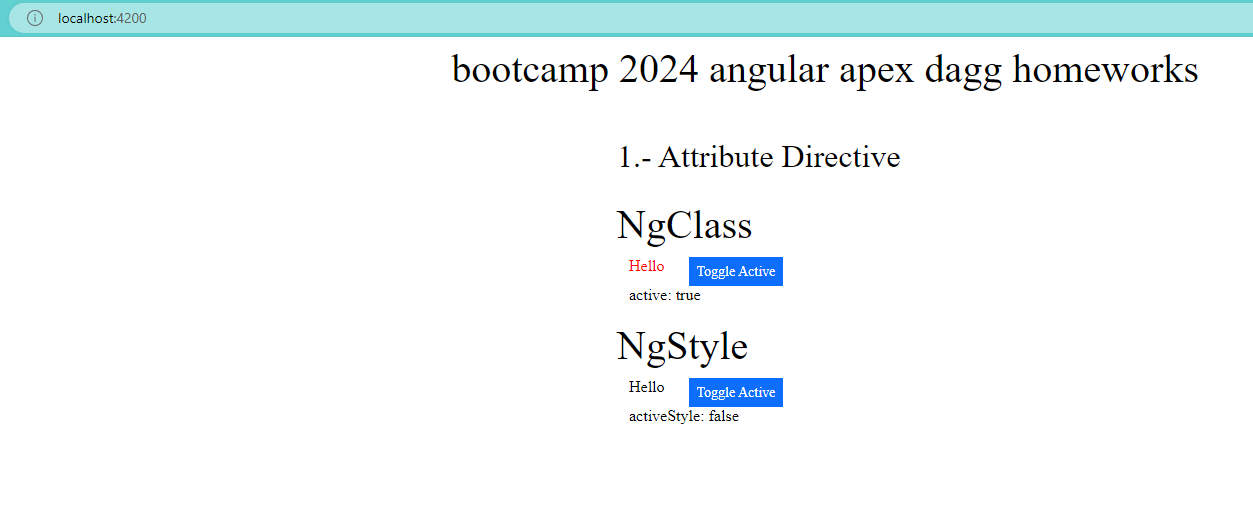 localhost:4200
bootcamp 2024 angular apex dagg homeworks
1.- Attribute Directive
NgClass
Hello Toggle Active
active: true
NgStyle
Hello Toggle Active
activeStyle: false